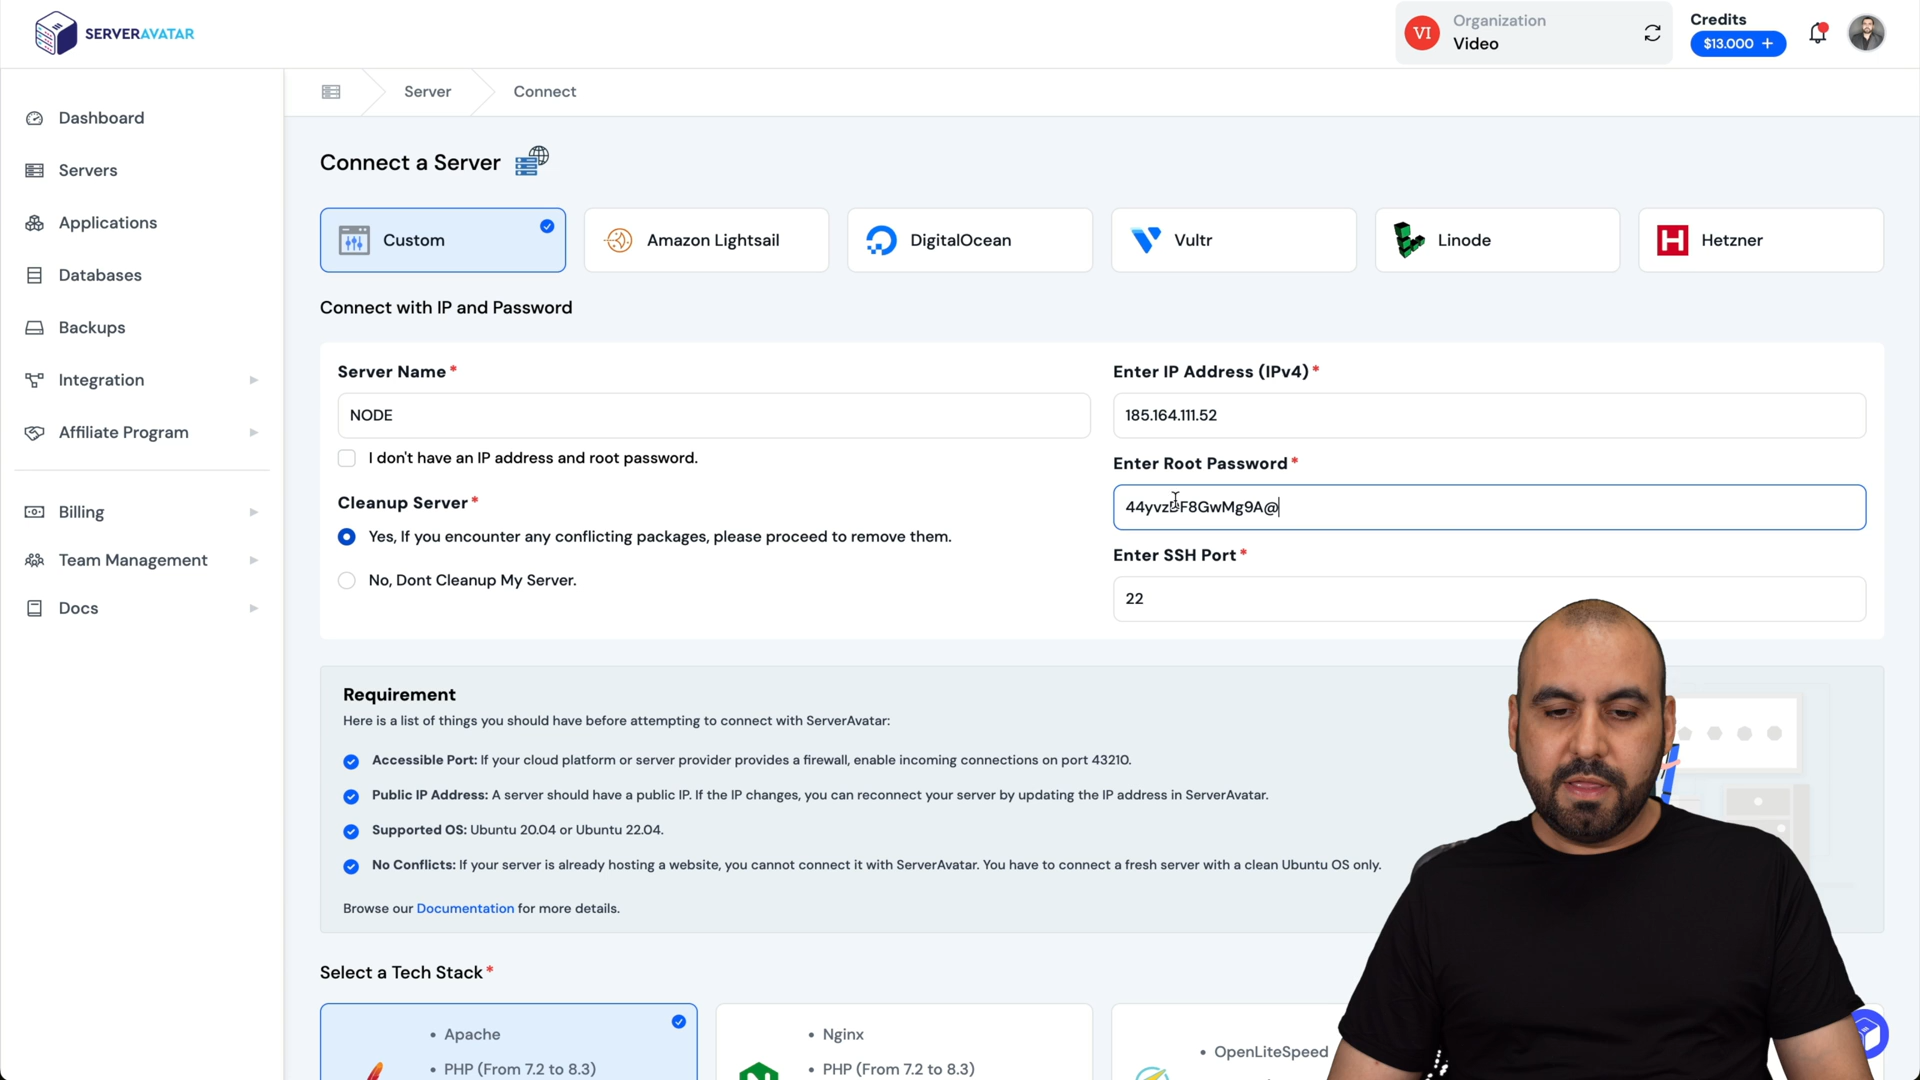 SERVERAVATAR
VI
Organization
Video
Credits
$13.000 +
Dashboard
Servers
Applications
Databases
Backups
Integration
Affiliate Program
Billing
Team Management
Docs
Server
Connect
Connect a Server
Custom
Amazon Lightsail
DigitalOcean
Vultr
Linode
Hetzner
Connect with IP and Password
Server Name *
NODE
I don't have an IP address and root password.
Cleanup Server *
Yes, If you encounter any conflicting packages, please proceed to remove them.
No, Dont Cleanup My Server.
Enter IP Address (IPv4) *
185.164.111.52
Enter Root Password *
Enter SSH Port *
22
Requirement
Here is a list of things you should have before attempting to connect with ServerAvatar:
Accessible Port: If your cloud platform or server provider provides a firewall, enable incoming connections on port 43210.
Public IP Address: A server should have a public IP. If the IP changes, you can reconnect your server by updating the IP address in ServerAvatar.
Supported OS: Ubuntu 20.04 or Ubuntu 22.04.
No Conflicts: If your server is already hosting a website, you cannot connect it with ServerAvatar. You have to connect a fresh server with a clean Ubuntu OS only.
Browse our Documentation for more details.
Select a Tech Stack *
• Apache
• PHP (From 7.2 to 8.3)
• Nginx
• PHP (From 7.2 to 8.3)
• OpenLiteSpeed